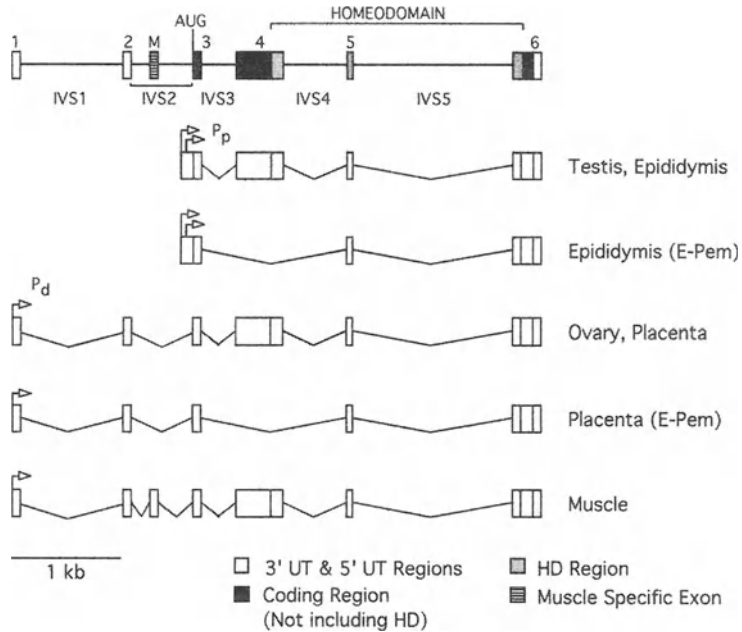 HOMEODOMAIN
AUG
1 2 M 3 4 5 6
IVS1 IVS2 IVS3 IVS4 IVS5
Pp
Testis, Epididymis
Epididymis (E-Pem)
Pd
Ovary, Placenta
Placenta (E-Pem)
Muscle
1 kb
3' UT & 5' UT Regions
Coding Region
(Not including HD)
HD Region
Muscle Specific Exon